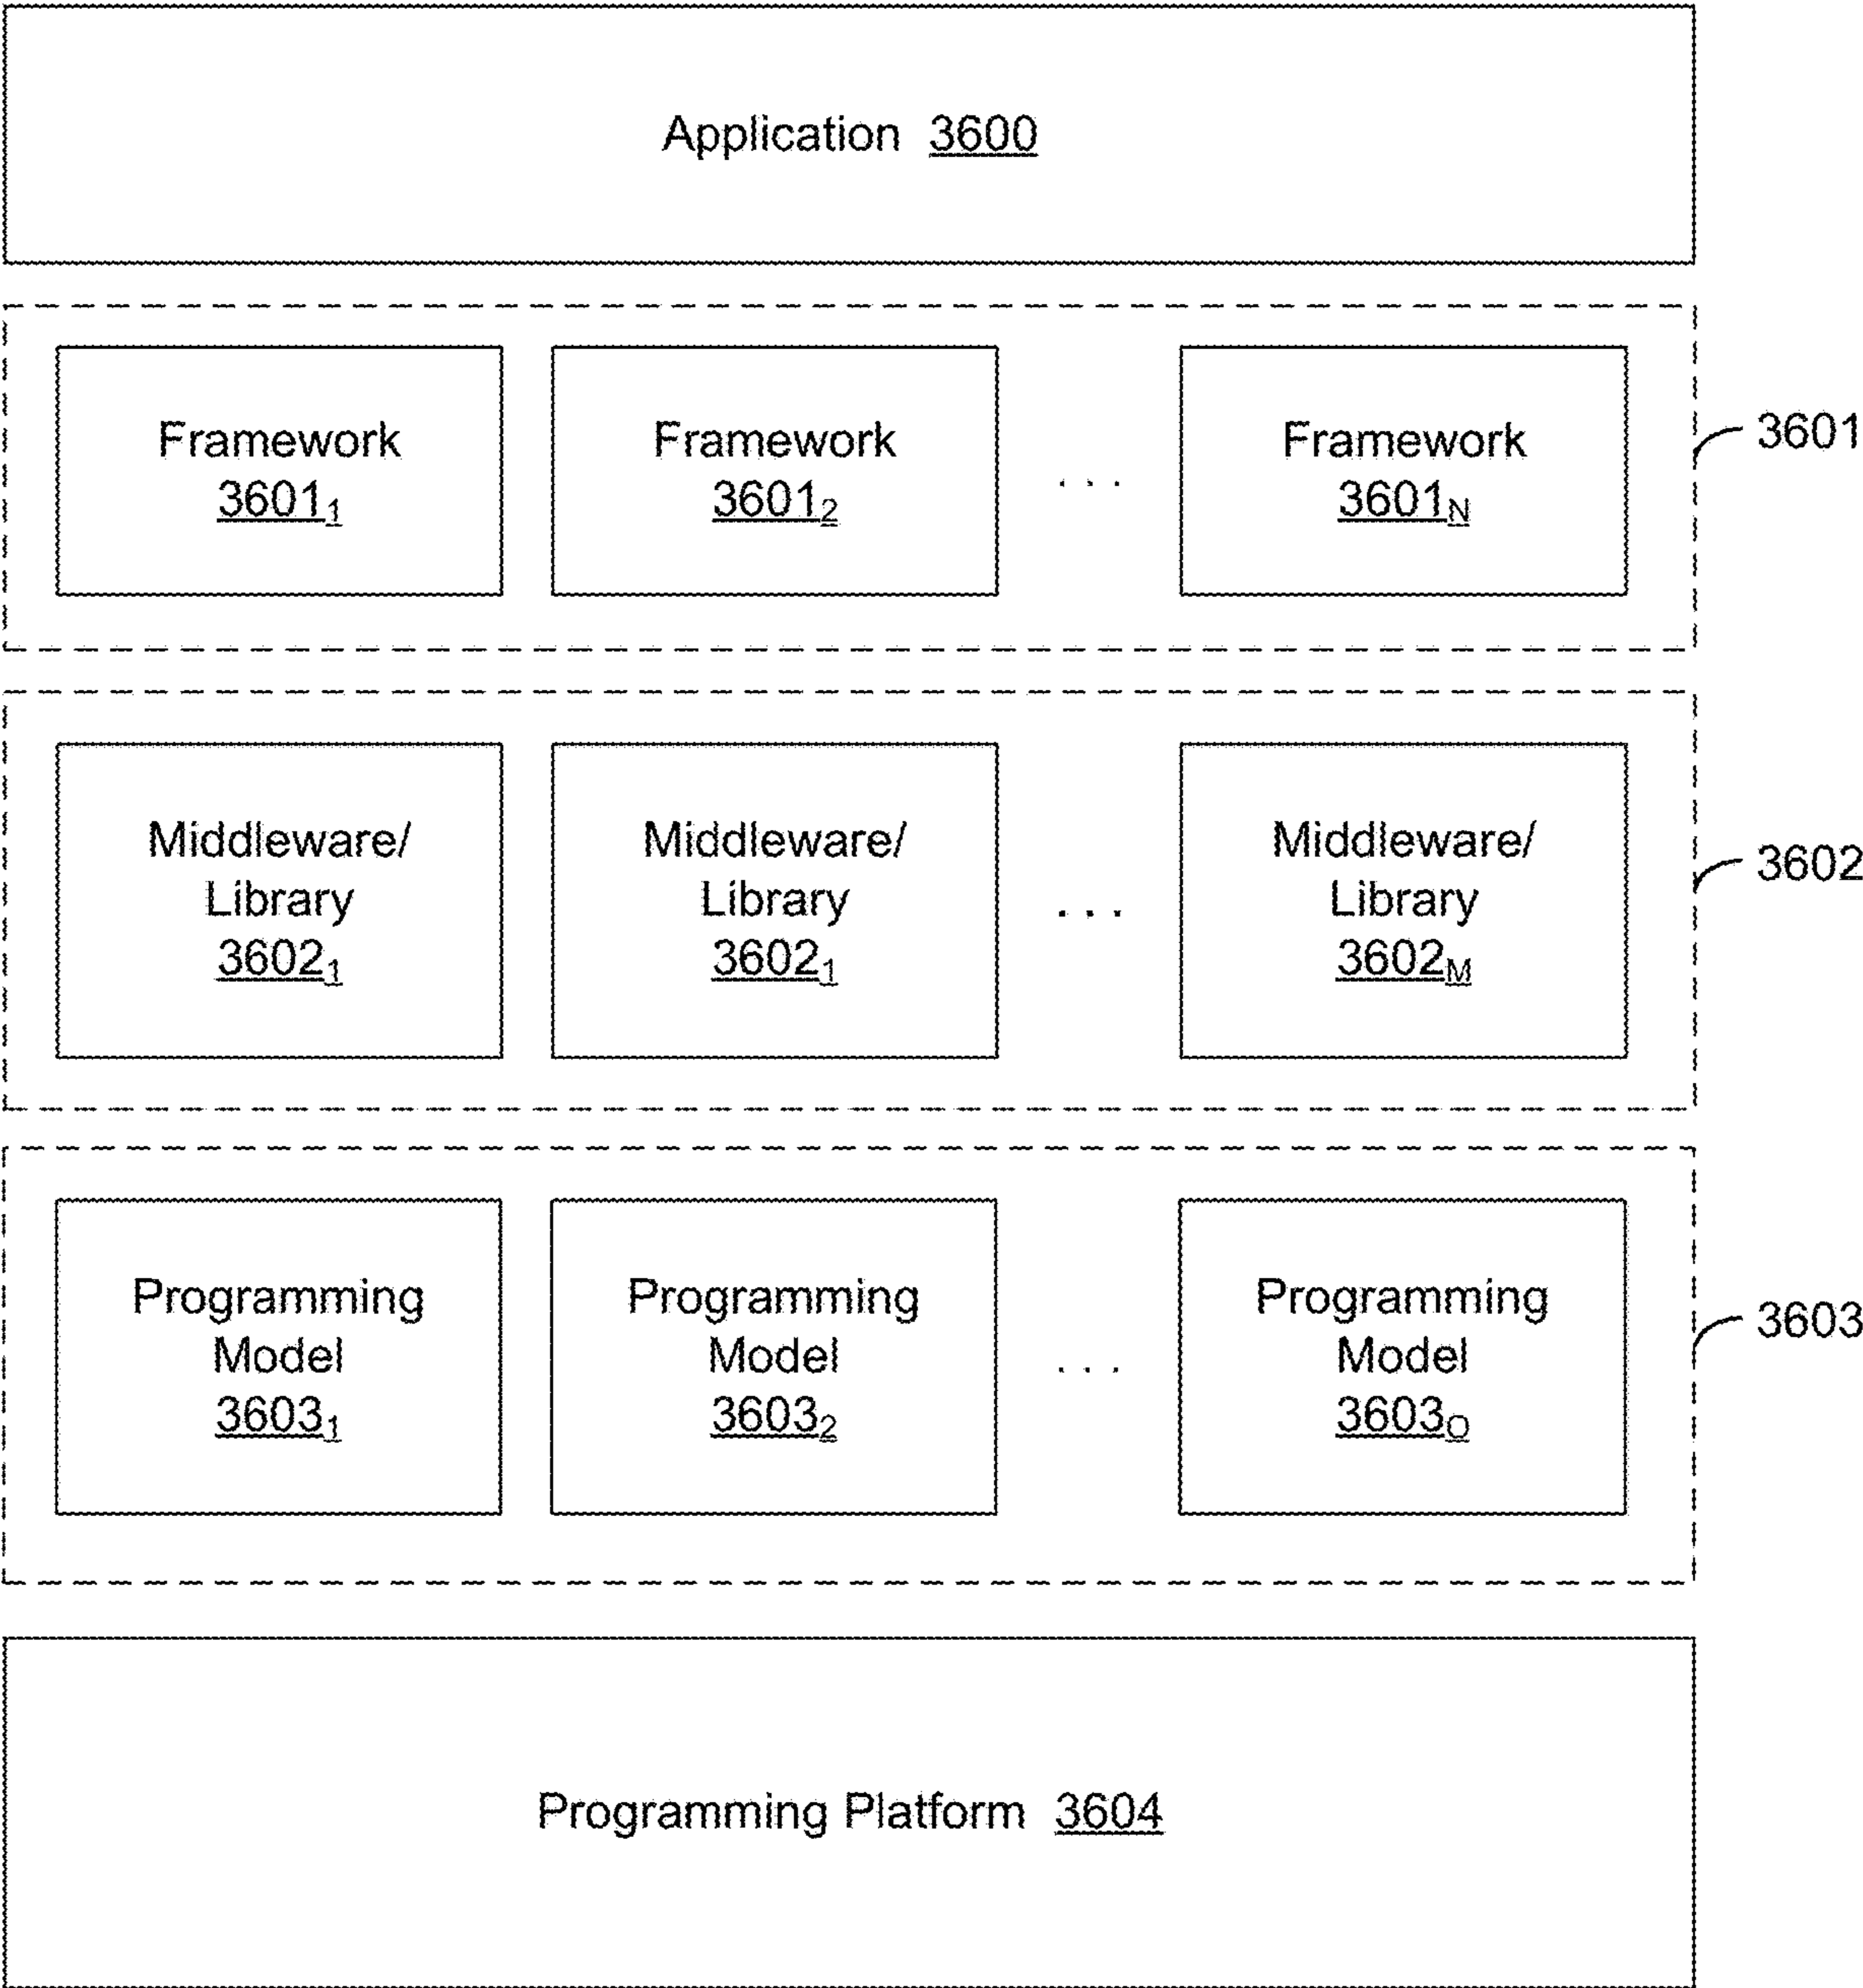 Application 3600
Framework
3601₁
Framework
3601₂
. . .
Framework
3601N
3601
Middleware/
Library
3602₁
Middleware/
Library
3602₁
. . .
Middleware/
Library
3602M
3602
Programming
Model
3603₁
Programming
Model
3603₂
. . .
Programming
Model
3603O
3603
Programming Platform 3604